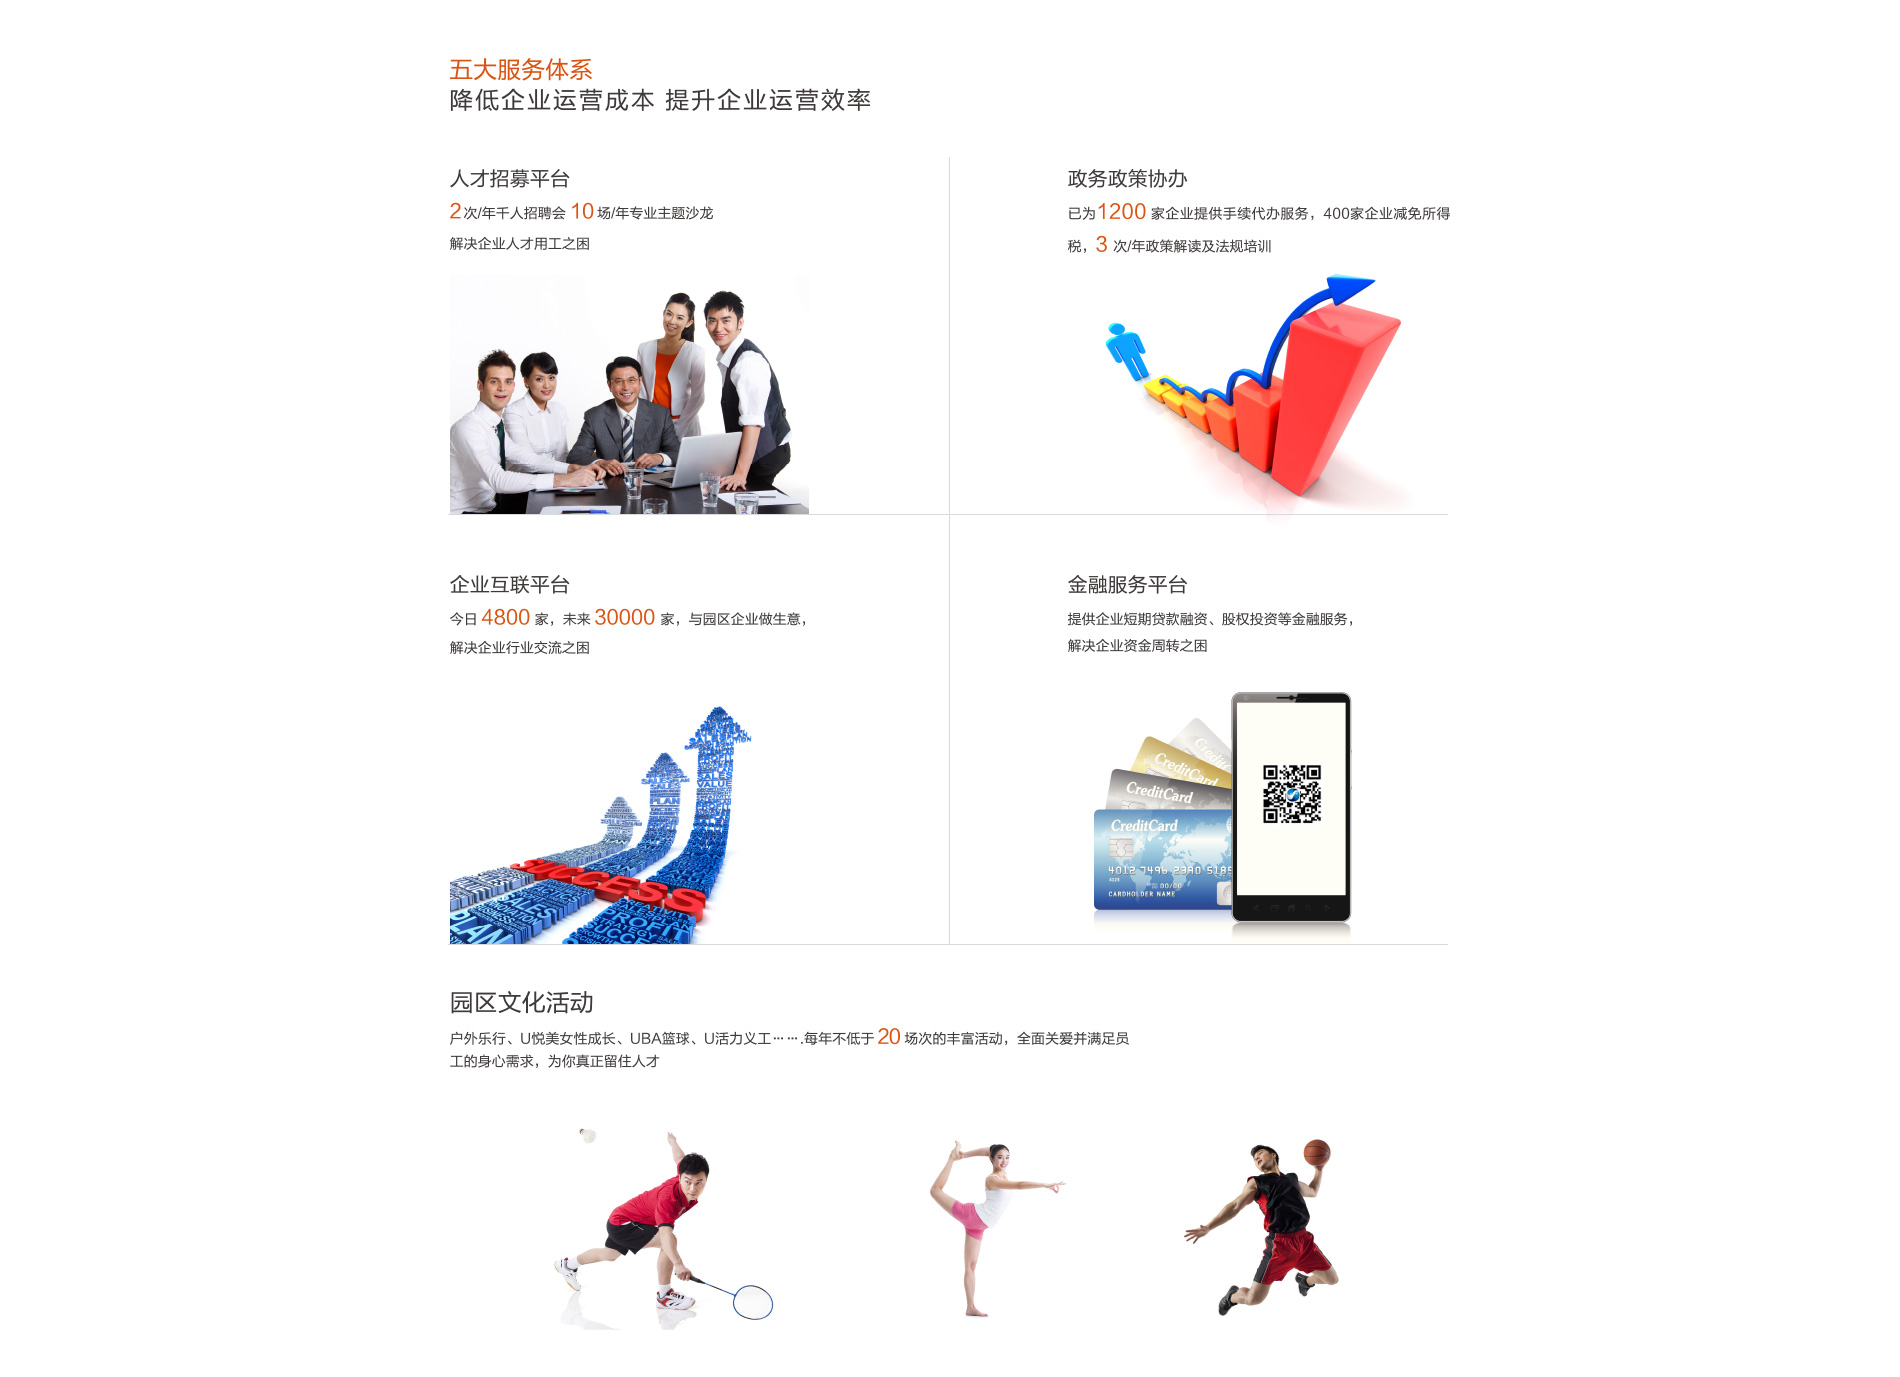 五大服务体系
降低企业运营成本 提升企业运营效率
人才招募平台
2次/年千人招聘会 10场/年专业主题沙龙
解决企业人才用工之困
政务政策协办
已为1200 家企业提供手续代办服务，400家企业减免所得
税，3 次/年政策解读及法规培训
企业互联平台
今日 4800 家，未来 30000 家，与园区企业做生意，
解决企业行业交流之困
SUCCESS
PLAN
SALES
PROFIT
STRATEGY
VALUE
金融服务平台
提供企业短期贷款融资、股权投资等金融服务，
解决企业资金周转之困
CreditCard
CreditCard
CreditCard
4012 7496 2980 5185
00/00
CARDHOLDER NAME
园区文化活动
户外乐行、U悦美女性成长、UBA篮球、U活力义工…….每年不低于 20 场次的丰富活动，全面关爱并满足员
工的身心需求，为你真正留住人才